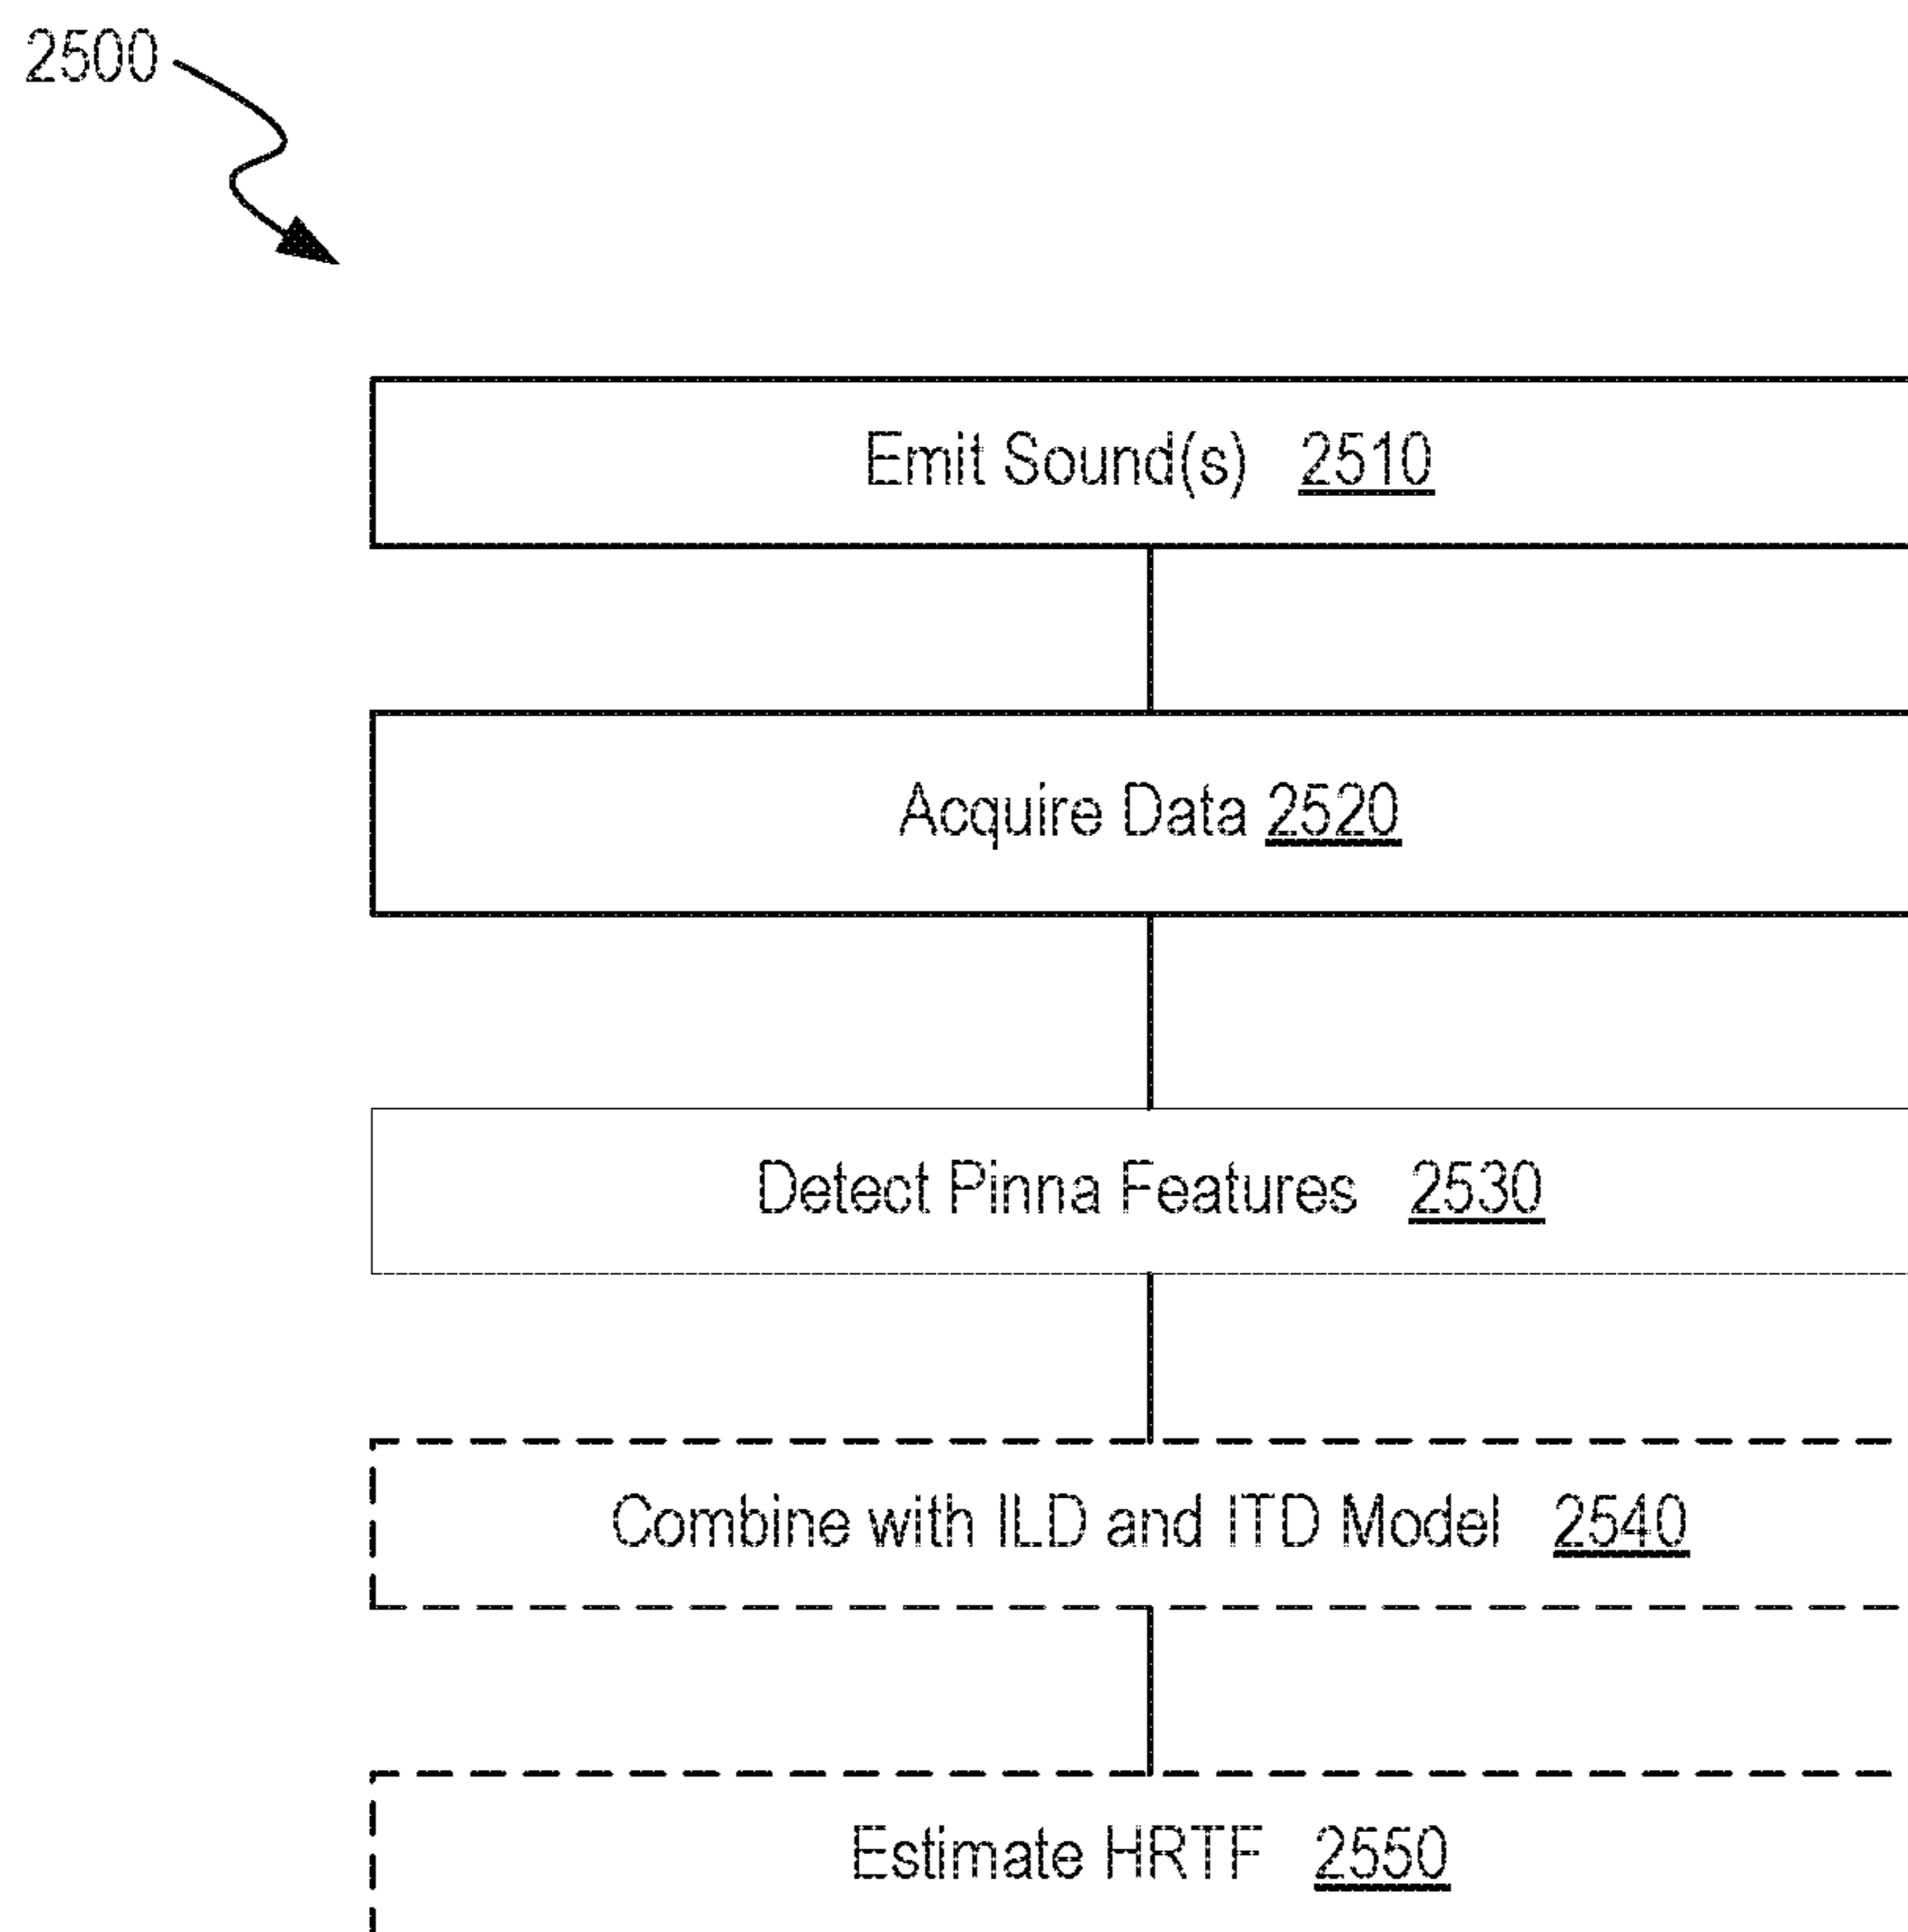 2500
Emit Sound(s) 2510
Acquire Data 2520
Detect Pinna Features 2530
Combine with ILD and ITD Model 2540
Estimate HRTF 2550